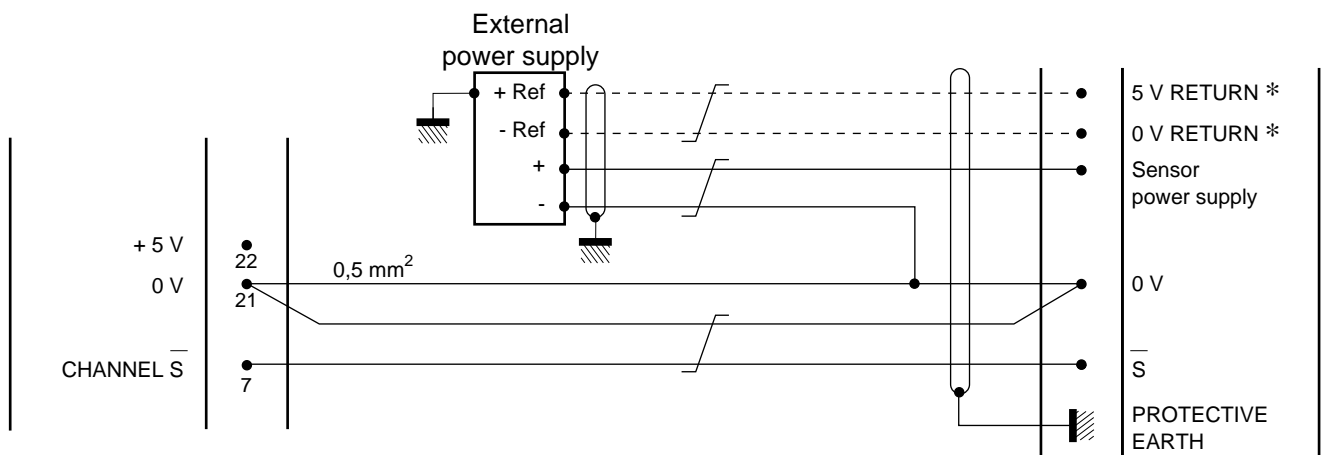 External
power supply
+ Ref
- Ref
+
-
5 V RETURN *
0 V RETURN *
Sensor
power supply
+ 5 V
22
0 V
21
0,5 mm²
0 V
CHANNEL S̅
7
S̅
PROTECTIVE
EARTH